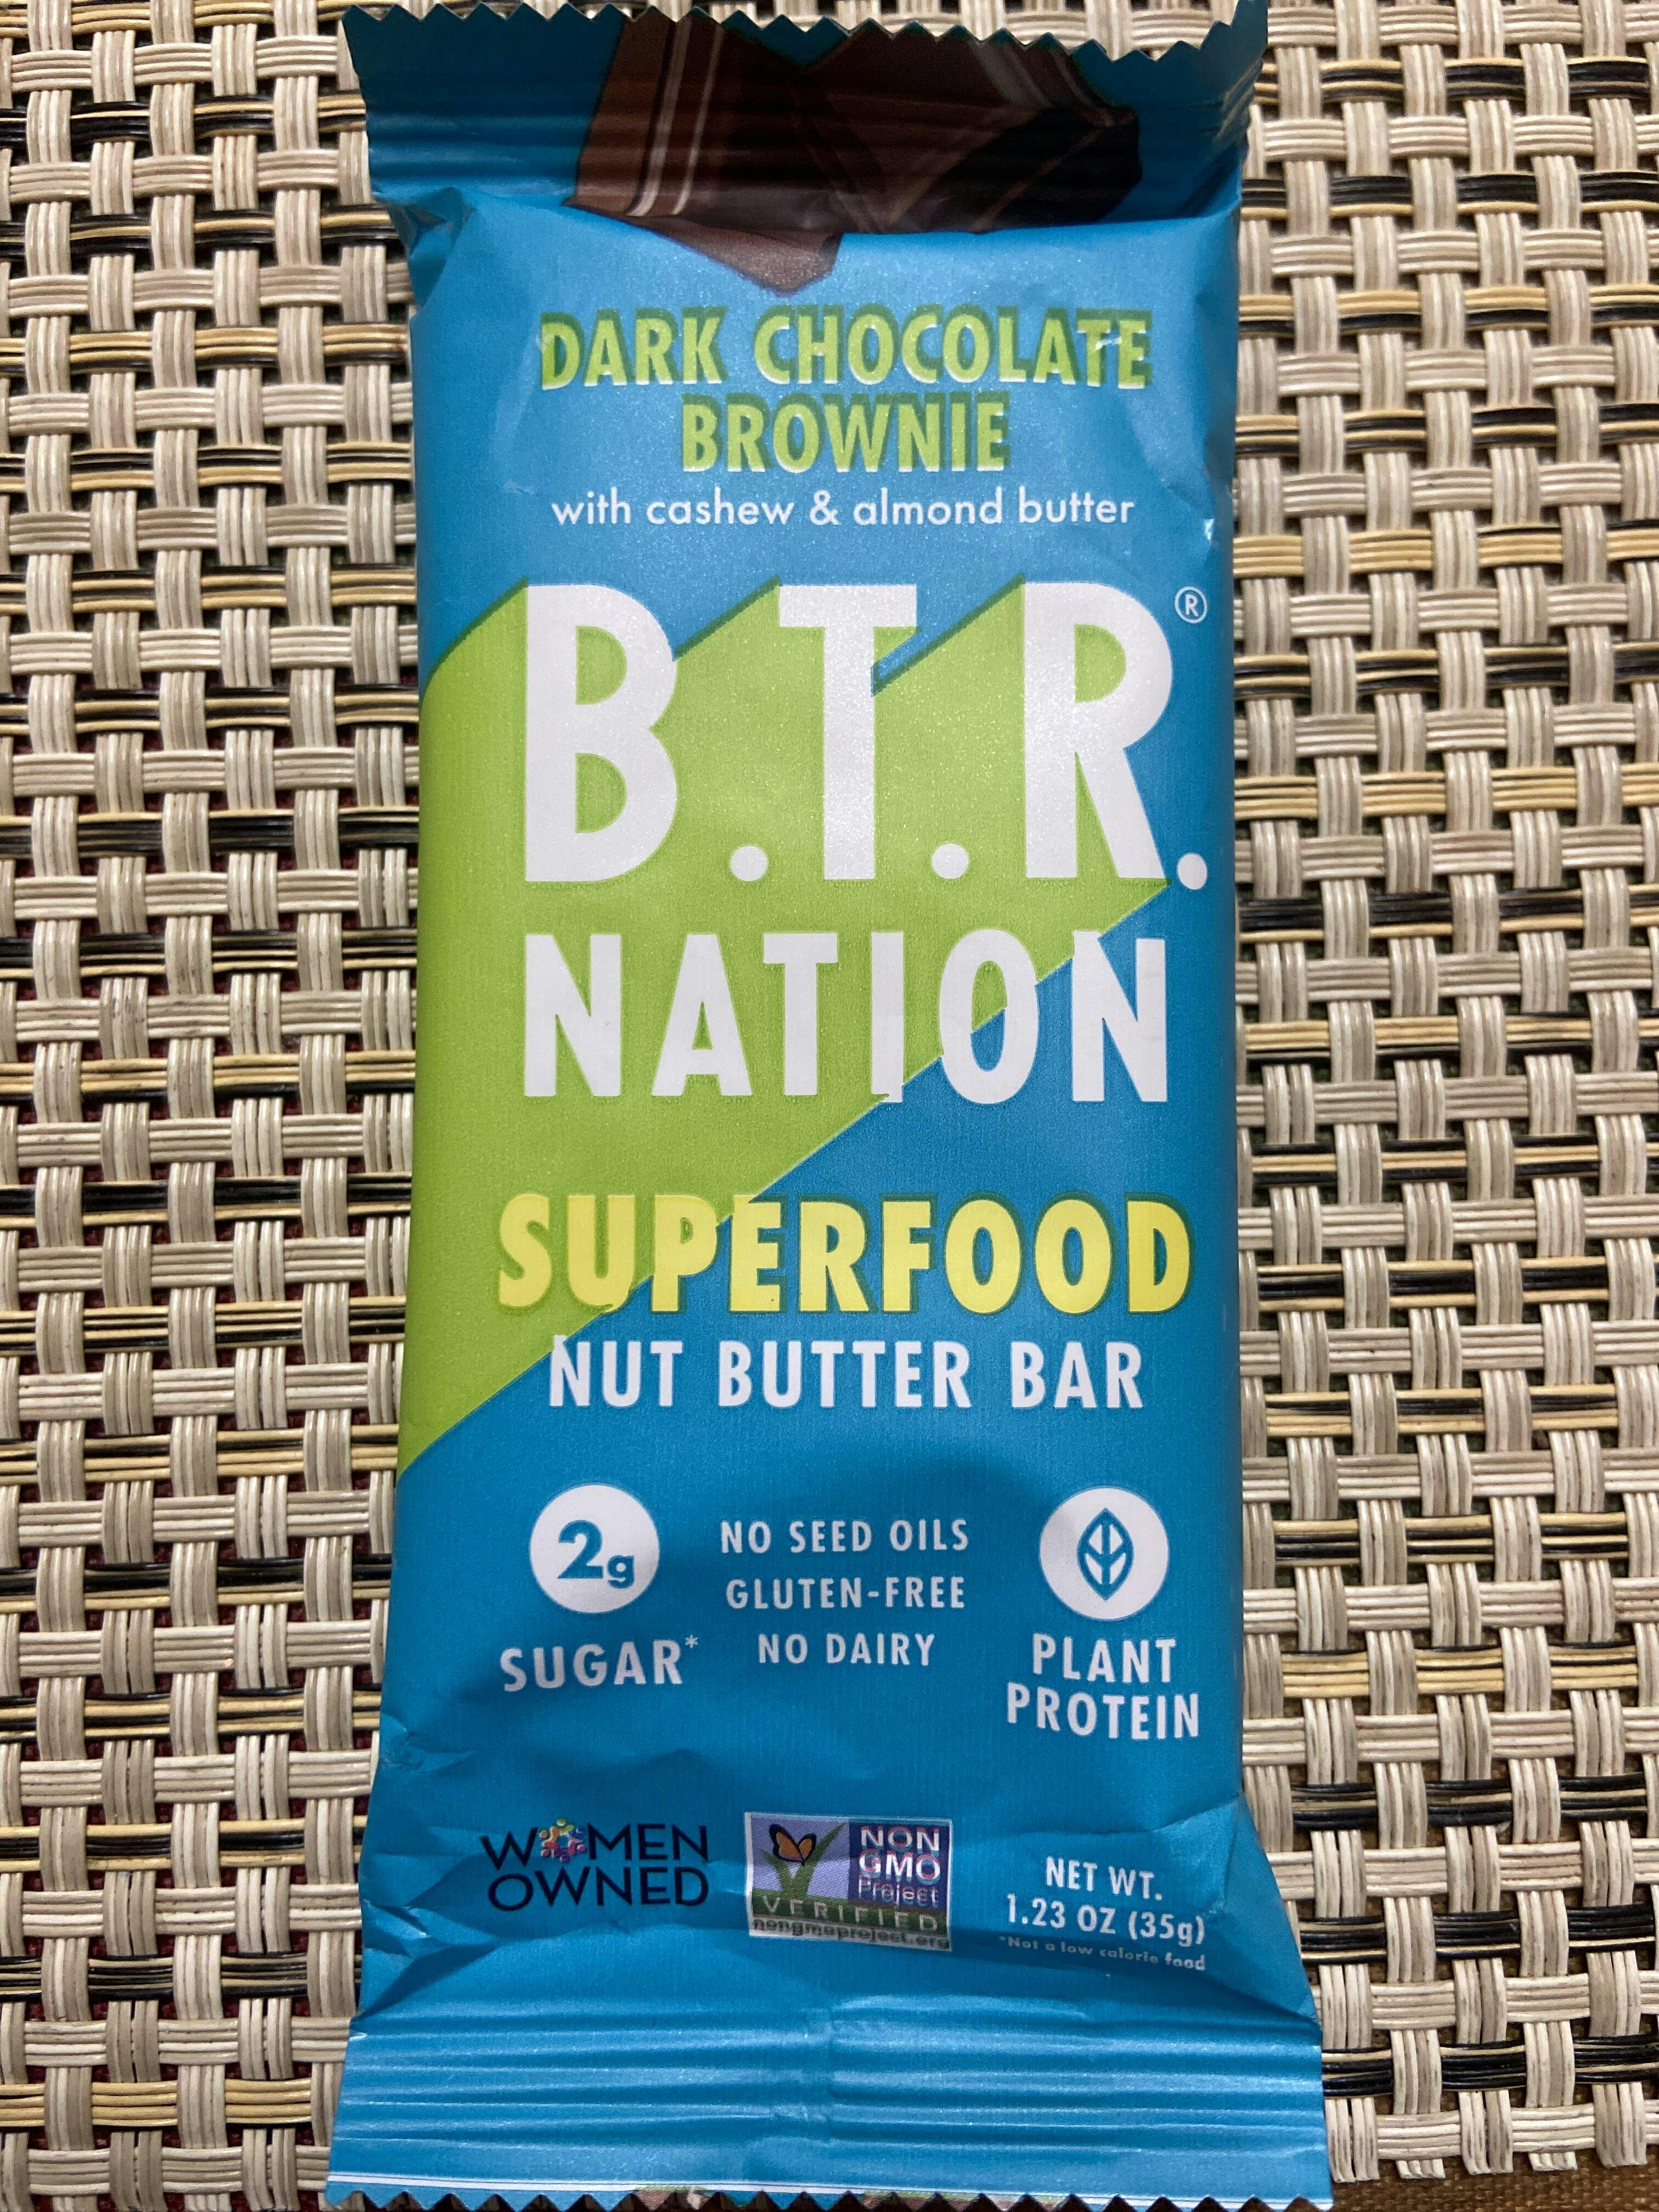 DARK CHOCOLATE
BROWNIE
with cashew & almond butter
B.T.R.®
NATION
SUPERFOOD
NUT BUTTER BAR
2g
SUGAR*
NO SEED OILS
GLUTEN-FREE
NO DAIRY
PLANT
PROTEIN
WOMEN
OWNED
NON
GMO
Project
VERIFIED
nongmoproject.org
NET WT.
1.23 OZ (35g)
*Not a low calorie food